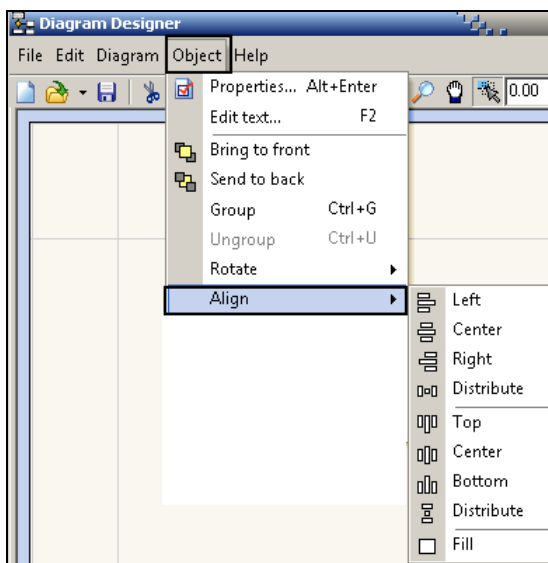 Diagram Designer
File Edit Diagram Object Help
0.00
Properties... Alt+Enter
Edit text... F2
Bring to front
Send to back
Group Ctrl+G
Ungroup Ctrl+U
Rotate
Align
Left
Center
Right
Distribute
Top
Center
Bottom
Distribute
Fill